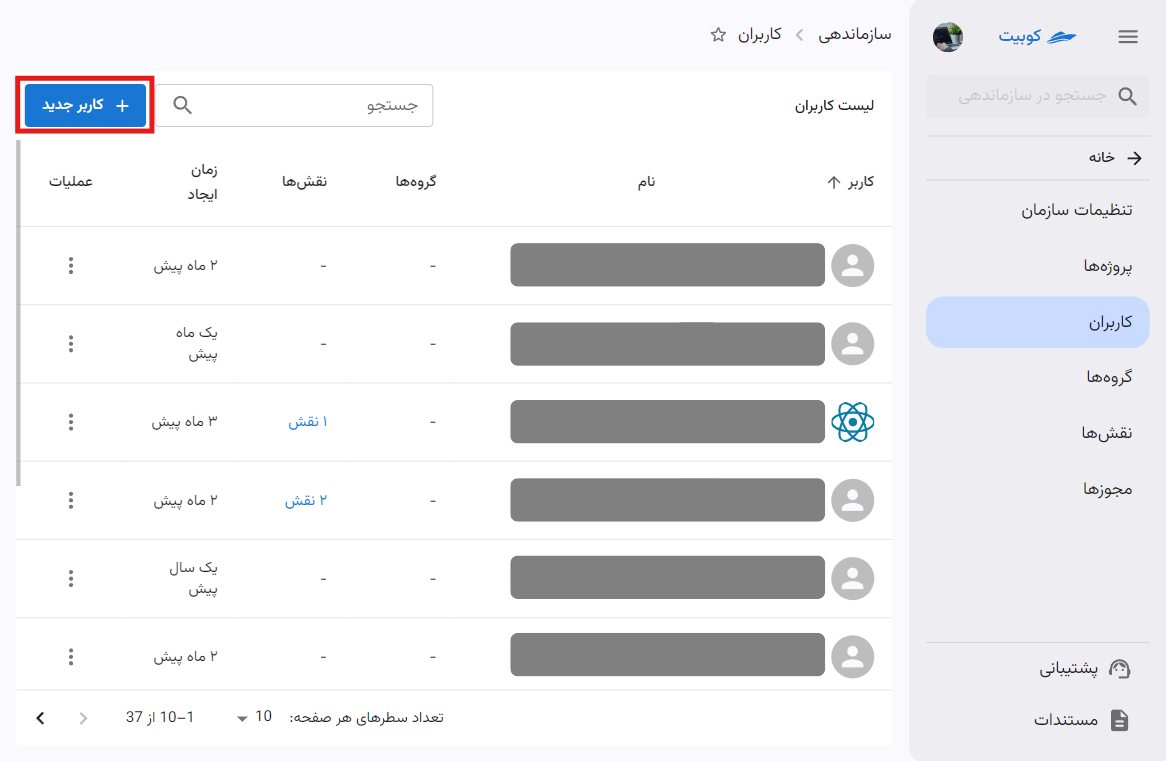 کوبیت
جستجو در سازماندهی
خانه
تنظیمات سازمان
پروژه‌ها
کاربران
گروه‌ها
نقش‌ها
مجوزها
پشتیبانی
مستندات
سازماندهی
کاربران
لیست کاربران
جستجو
+ کاربر جدید
کاربر
نام
گروه‌ها
نقش‌ها
زمان
ایجاد
عملیات
-
-
۲ ماه پیش
-
-
یک ماه
پیش
-
۱ نقش
۳ ماه پیش
-
۲ نقش
۲ ماه پیش
-
-
یک سال
پیش
-
-
۲ ماه پیش
تعداد سطرهای هر صفحه:
10
1–10 از 37